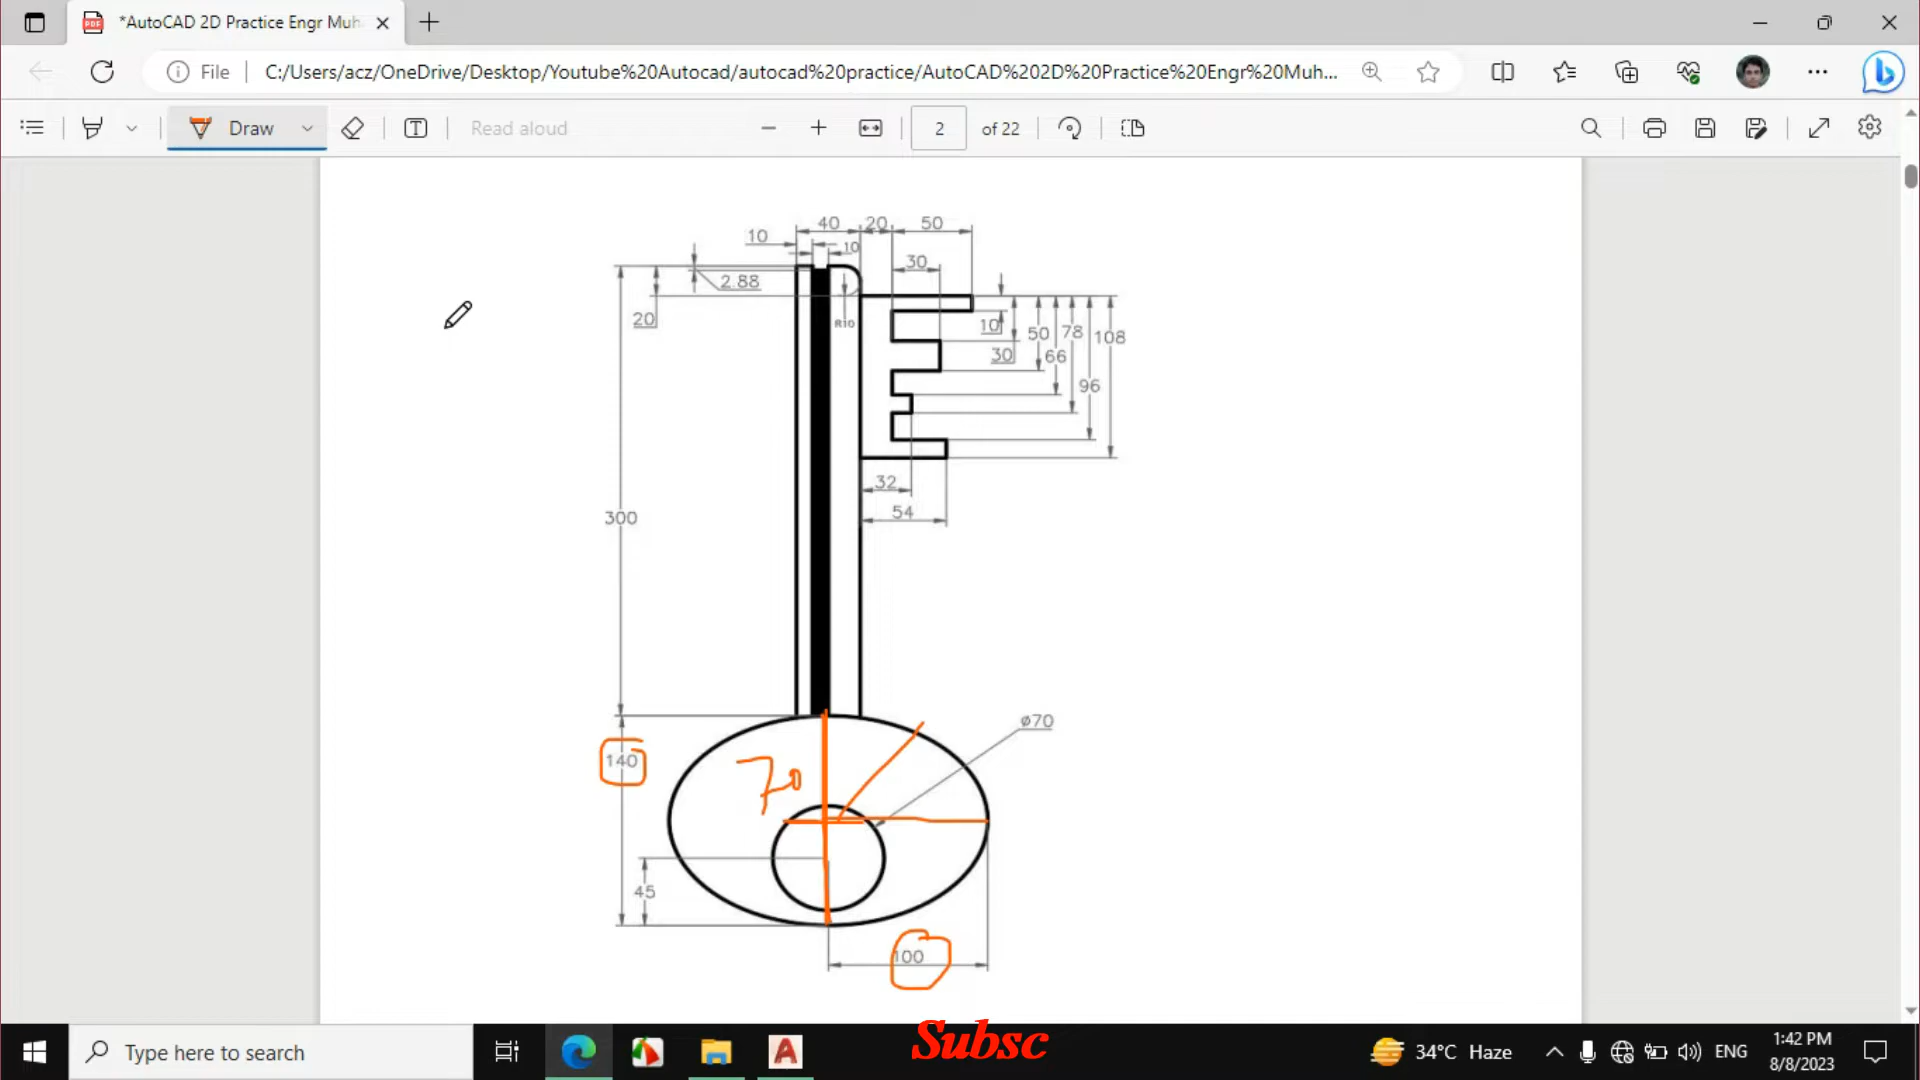 *AutoCAD 2D Practice Engr Muh
File
C:/Users/acz/OneDrive/Desktop/Youtube%20Autocad/autocad%20practice/AutoCAD%202D%20Practice%20Engr%20Muh...
Draw
Read aloud
2
of 22
40 20 50
10
10
30
2.88
20
R10
10
50
78
108
30
66
96
32
54
300
ø70
140
70
45
100
Subsc
Type here to search
34°C Haze
ENG
1:42 PM
8/8/2023